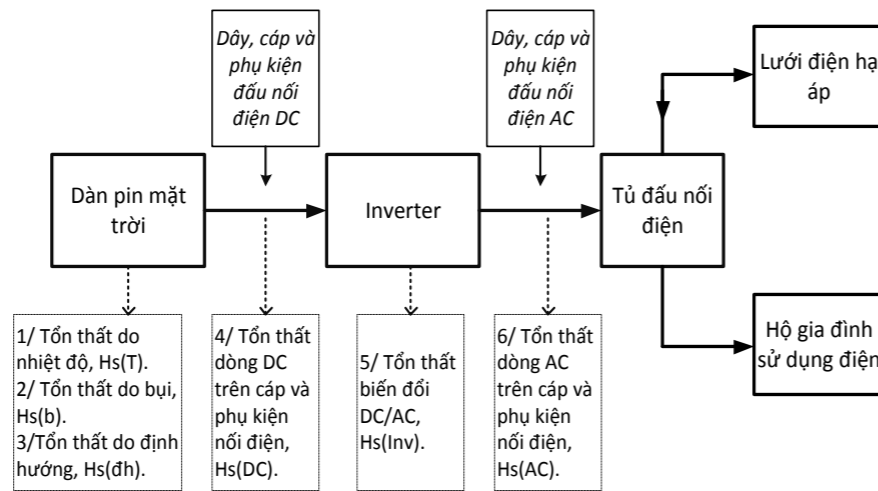 Dây, cáp và
phụ kiện
đấu nối
điện DC
Dây, cáp và
phụ kiện
đấu nối
điện AC
Lưới điện hạ
áp
Dàn pin mặt
trời
Inverter
Tủ đấu nối
điện
Hộ gia đình
sử dụng điện
1/ Tổn thất do
nhiệt độ, Hs(T).
2/ Tổn thất do bụi,
Hs(b).
3/Tổn thất do định
hướng, Hs(đh).
4/ Tổn thất
dòng DC
trên cáp và
phụ kiện
nối điện,
Hs(DC).
5/ Tổn thất
biến đổi
DC/AC,
Hs(Inv).
6/ Tổn thất
dòng AC
trên cáp và
phụ kiện
nối điện,
Hs(AC).